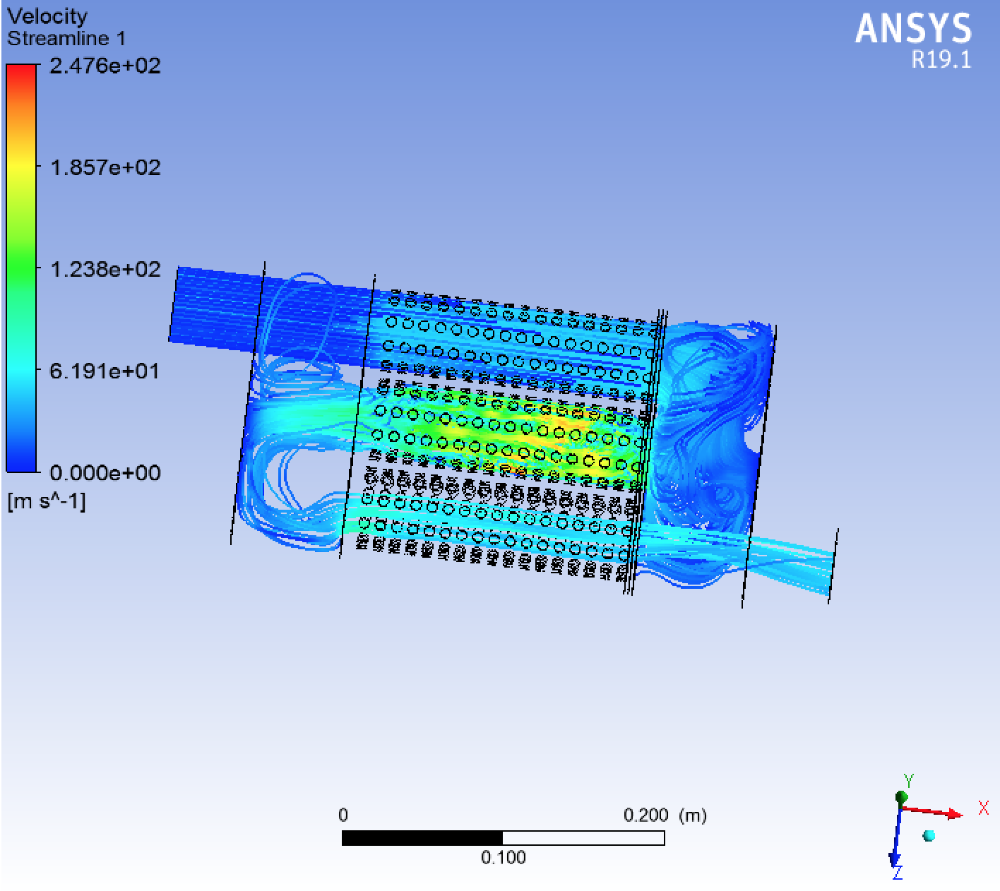 Velocity
Streamline 1
2.476e+02
1.857e+02
1.238e+02
6.191e+01
0.000e+00
[m s^-1]
ANSYS
R19.1
0
0.200 (m)
0.100
Y
X
Z